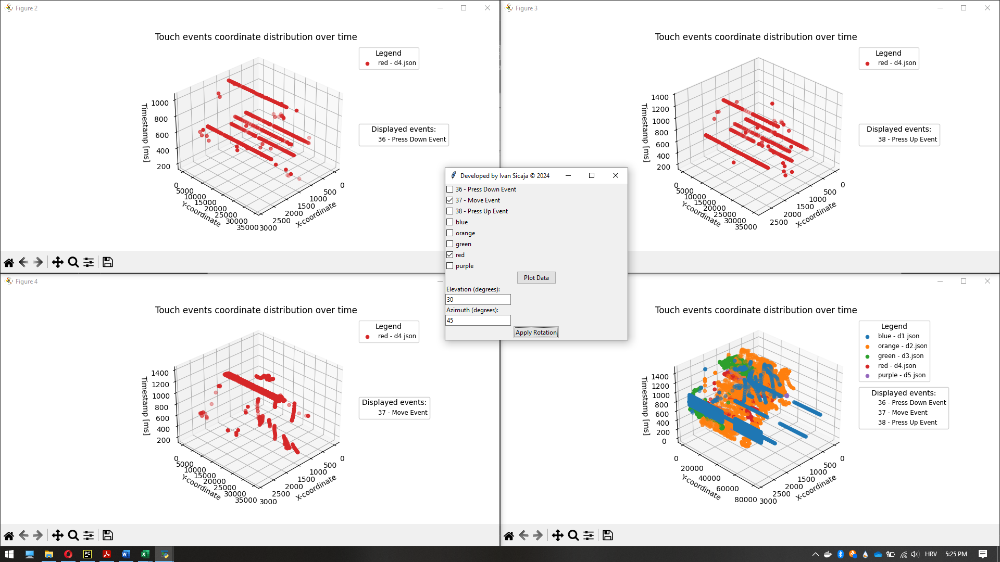 Figure 2
Touch events coordinate distribution over time
Legend
red - d4.json
Displayed events:
36 - Press Down Event
Timestamp [ms]
1000
800
600
400
200
0
5000
10000
15000
20000
25000
30000
35000
Y-coordinate
0
500
1000
1500
2000
2500
3000
X-coordinate
Figure 3
Touch events coordinate distribution over time
Legend
red - d4.json
Displayed events:
38 - Press Up Event
Timestamp [ms]
1400
1200
1000
800
600
400
200
0
5000
10000
15000
20000
25000
30000
35000
Y-coordinate
0
500
1000
1500
2000
2500
X-coordinate
Developed by Ivan Sicaja © 2024
36 - Press Down Event
37 - Move Event
38 - Press Up Event
blue
orange
green
red
purple
Plot Data
Elevation (degrees):
30
Azimuth (degrees):
45
Apply Rotation
Figure 4
Touch events coordinate distribution over time
Legend
red - d4.json
Displayed events:
37 - Move Event
Timestamp [ms]
1400
1200
1000
800
600
400
200
0
5000
10000
15000
20000
25000
30000
35000
Y-coordinate
0
500
1000
1500
2000
2500
3000
X-coordinate
Touch events coordinate distribution over time
Legend
blue - d1.json
orange - d2.json
green - d3.json
red - d4.json
purple - d5.json
Displayed events:
36 - Press Down Event
37 - Move Event
38 - Press Up Event
Timestamp [ms]
1400
1200
1000
800
600
400
200
0
0
20000
40000
60000
80000
Y-coordinate
0
500
1000
1500
2000
2500
3000
X-coordinate
PC
HRV
5:25 PM